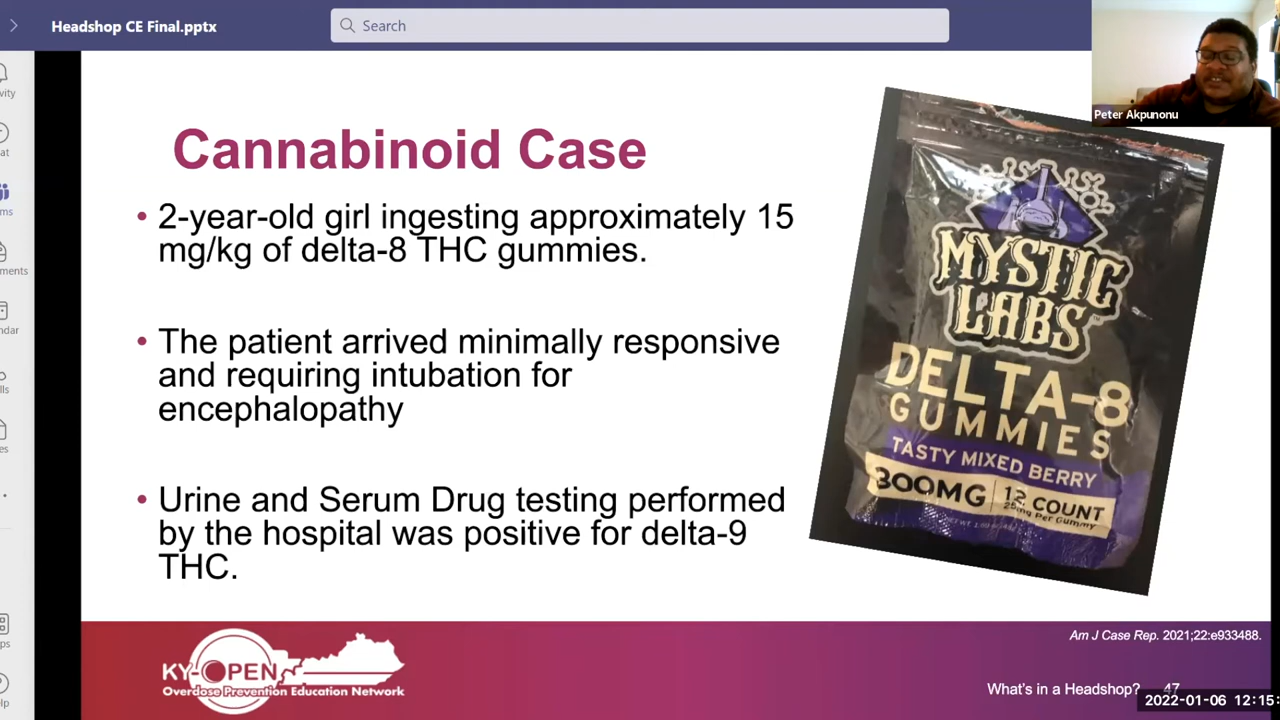 Headshop CE Final.pptx
Search
Peter Akpunonu
Cannabinoid Case
• 2-year-old girl ingesting approximately 15
mg/kg of delta-8 THC gummies.
• The patient arrived minimally responsive
and requiring intubation for
encephalopathy
• Urine and Serum Drug testing performed
by the hospital was positive for delta-9
THC.
MYSTIC
LABS
DELTA-8
GUMMIES
TASTY MIXED BERRY
300MG | 12 COUNT
25mg Per Gummy
Am J Case Rep. 2021;22:e933488.
KY-OPEN
Overdose Prevention Education Network
What's in a Headshop? 47
2022-01-06 12:15: